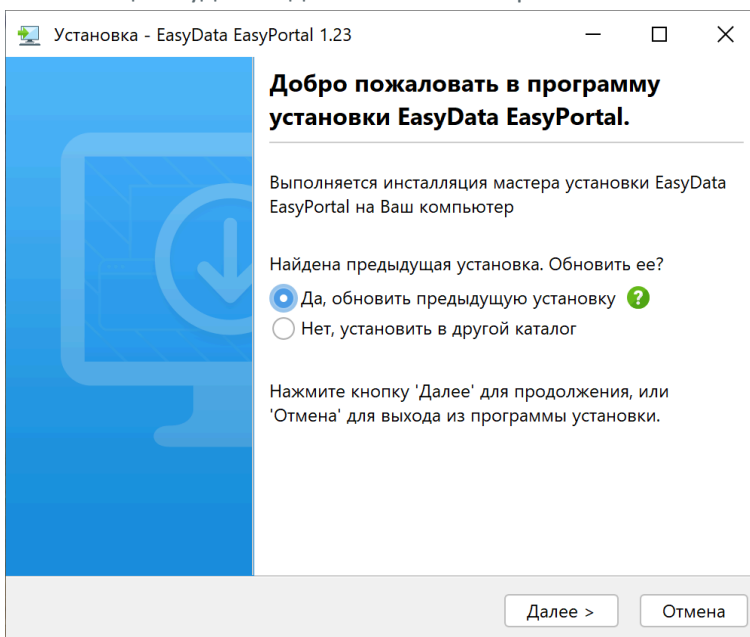 Установка - EasyData EasyPortal 1.23
Добро пожаловать в программу
установки EasyData EasyPortal.
Выполняется инсталляция мастера установки EasyData
EasyPortal на Ваш компьютер
Найдена предыдущая установка. Обновить ее?
Да, обновить предыдущую установку ?
Нет, установить в другой каталог
Нажмите кнопку 'Далее' для продолжения, или
'Отмена' для выхода из программы установки.
Далее >
Отмена